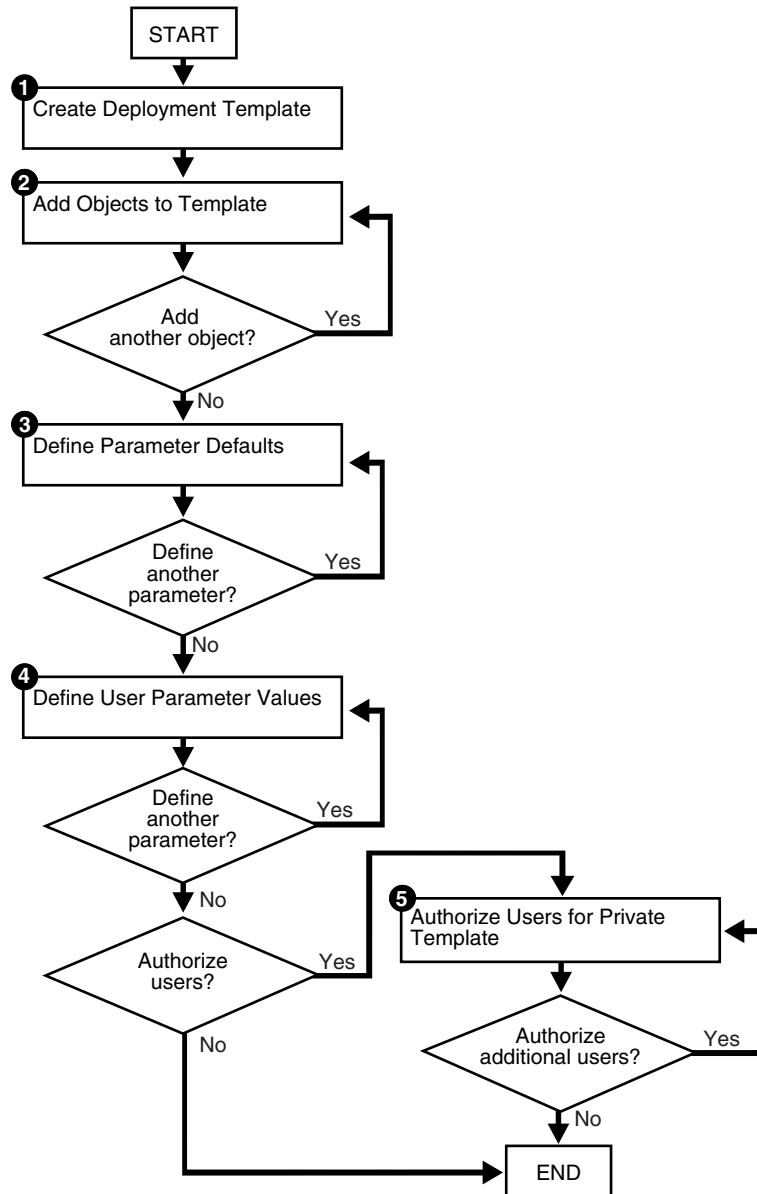 START
1
Create Deployment Template
2
Add Objects to Template
Add
another object?
Yes
No
3
Define Parameter Defaults
Define
another
parameter?
Yes
No
4
Define User Parameter Values
Define
another
parameter?
Yes
No
Authorize
users?
Yes
No
5
Authorize Users for Private
Template
Authorize
additional users?
Yes
No
END